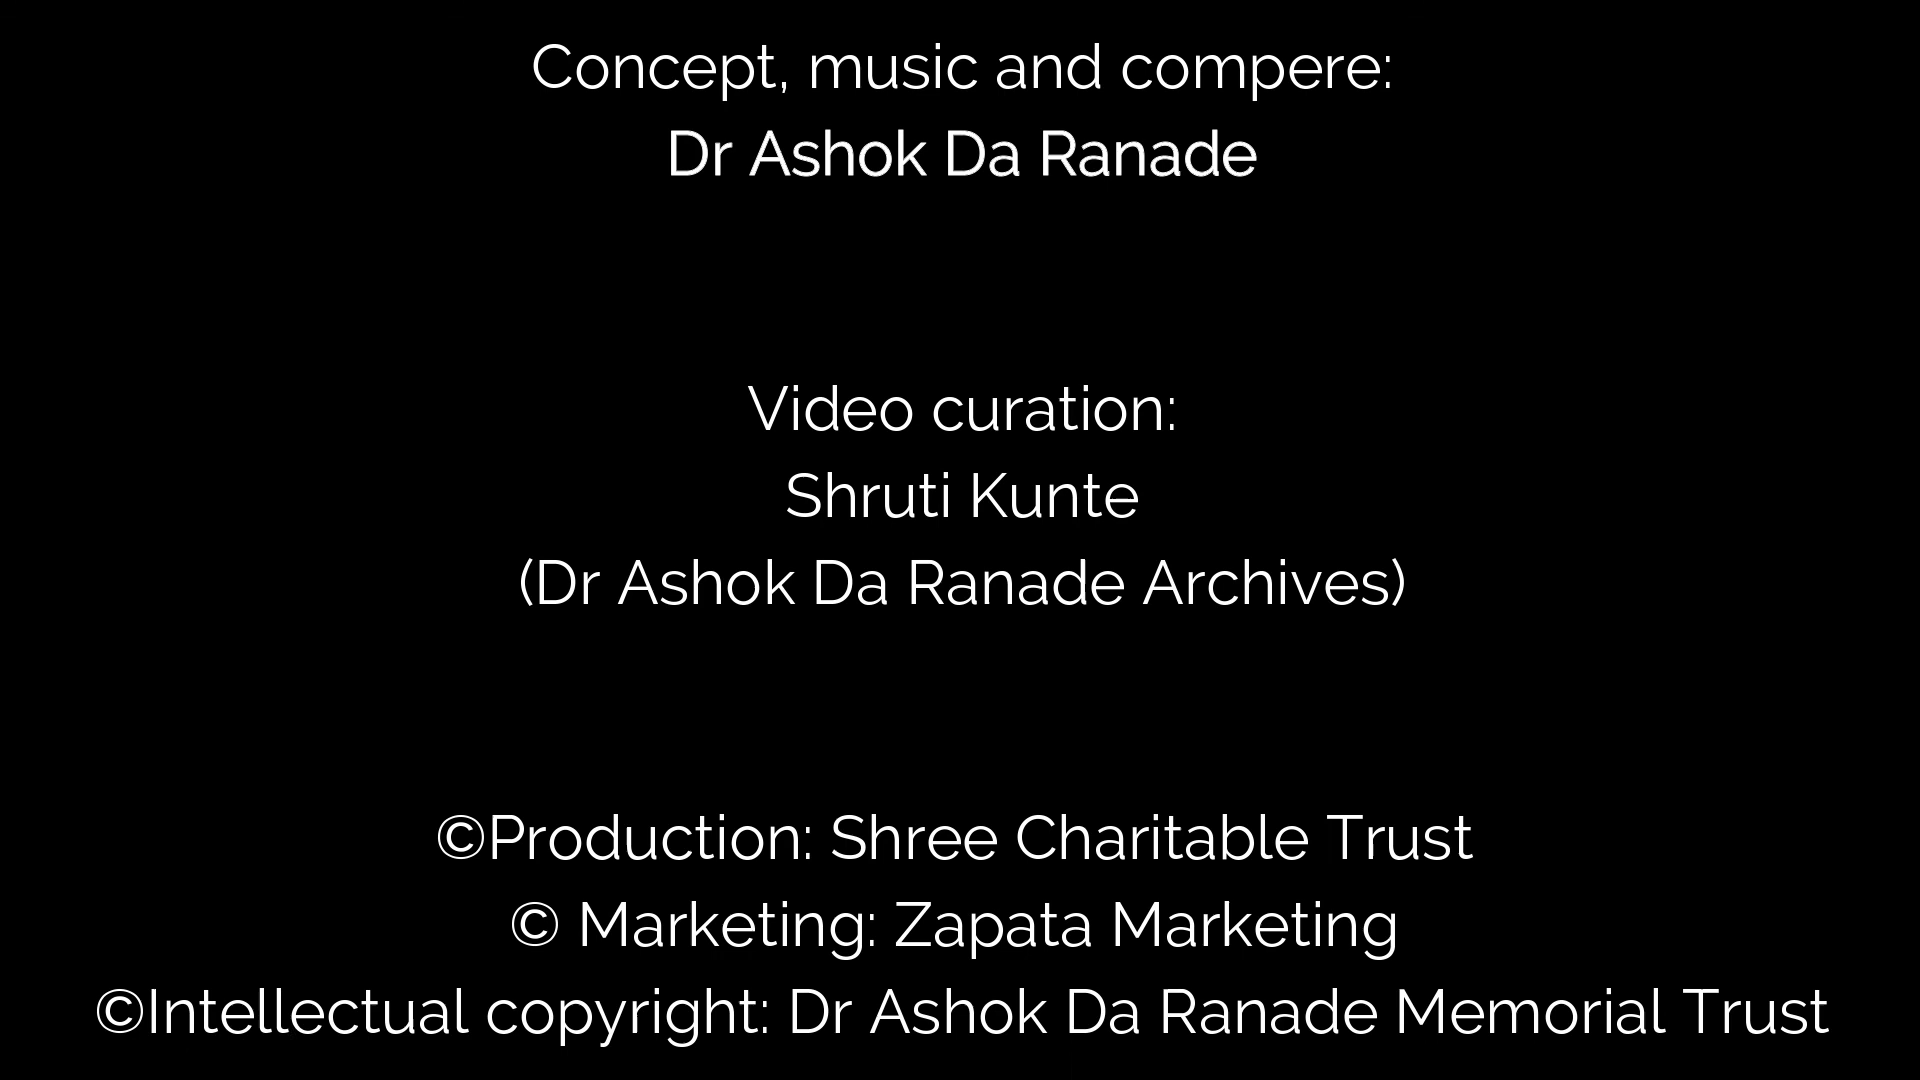 Concept, music and compere:
Dr Ashok Da Ranade
Video curation:
Shruti Kunte
(Dr Ashok Da Ranade Archives)
©Production: Shree Charitable Trust
© Marketing: Zapata Marketing
©Intellectual copyright: Dr Ashok Da Ranade Memorial Trust